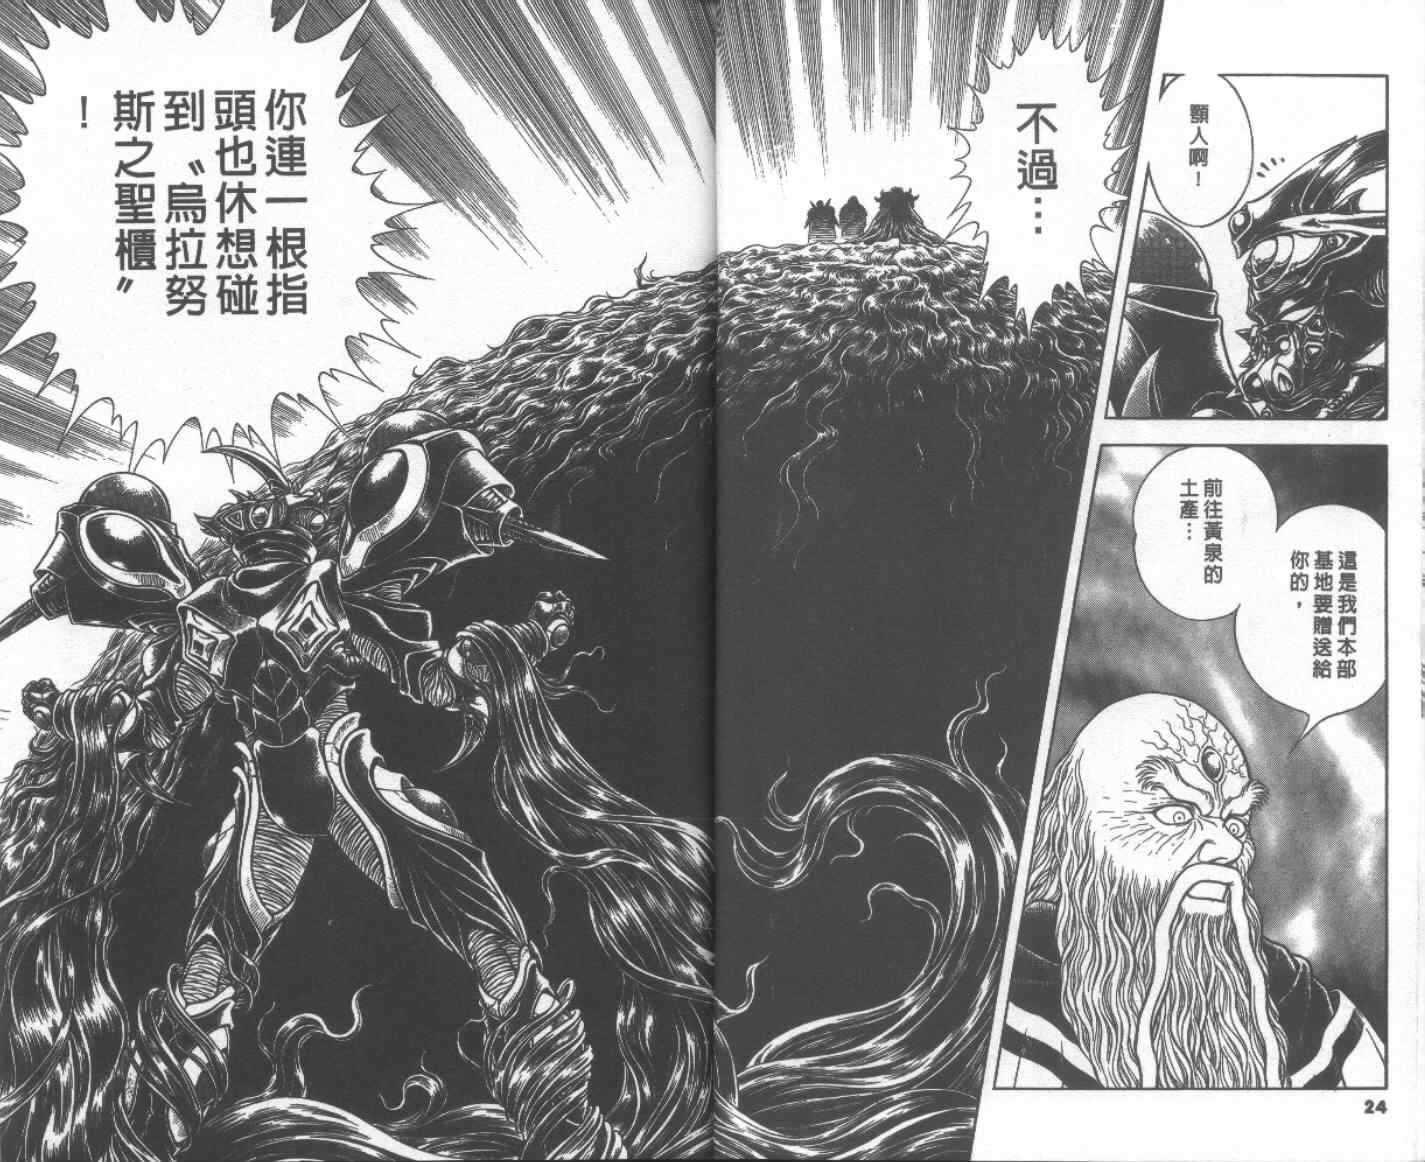 顎人啊！
這是我們本部
基地要贈送給
你的，
前往黃泉的
土產…
24
不過…
你連一根指
頭也休想碰
到〝烏拉努
斯之聖櫃〞
！